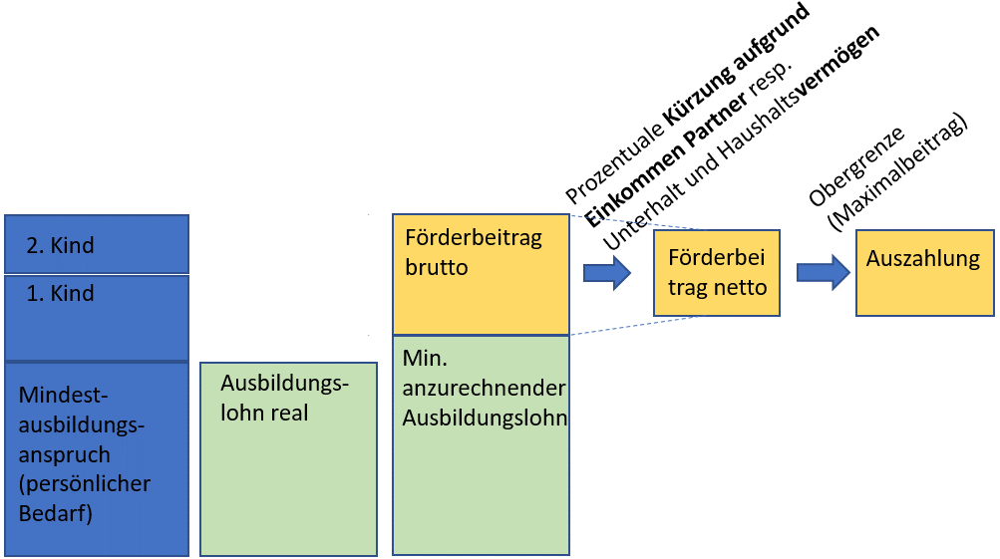 Prozentuale Kürzung aufgrund
Einkommen Partner resp.
Unterhalt und Haushaltsvermögen
Obergrenze
(Maximalbeitrag)
2. Kind
1. Kind
Mindest-
ausbildungs-
anspruch
(persönlicher
Bedarf)
Ausbildungs-
lohn real
Förderbeitrag
brutto
Min.
anzurechnender
Ausbildungslohn
Förderbei
trag netto
Auszahlung